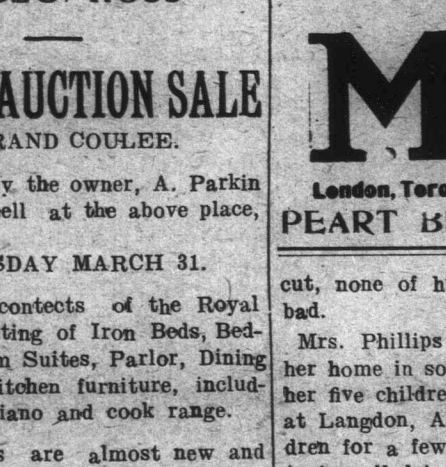 AUCTION SALE
RAND COULEE.
the owner, A. Parkin
ell at the above place,
SDAY MARCH 31.
contects of the Royal
ting of Iron Beds, Bed-
Suites, Parlor, Dining
itchen furniture, includ-
iano and cook range.
are almost new and
M
London, Toro
PEART B
cut, none of h
bad.
Mrs. Phillips
her home in so
her five childre
at Langdon, A
dren for a few